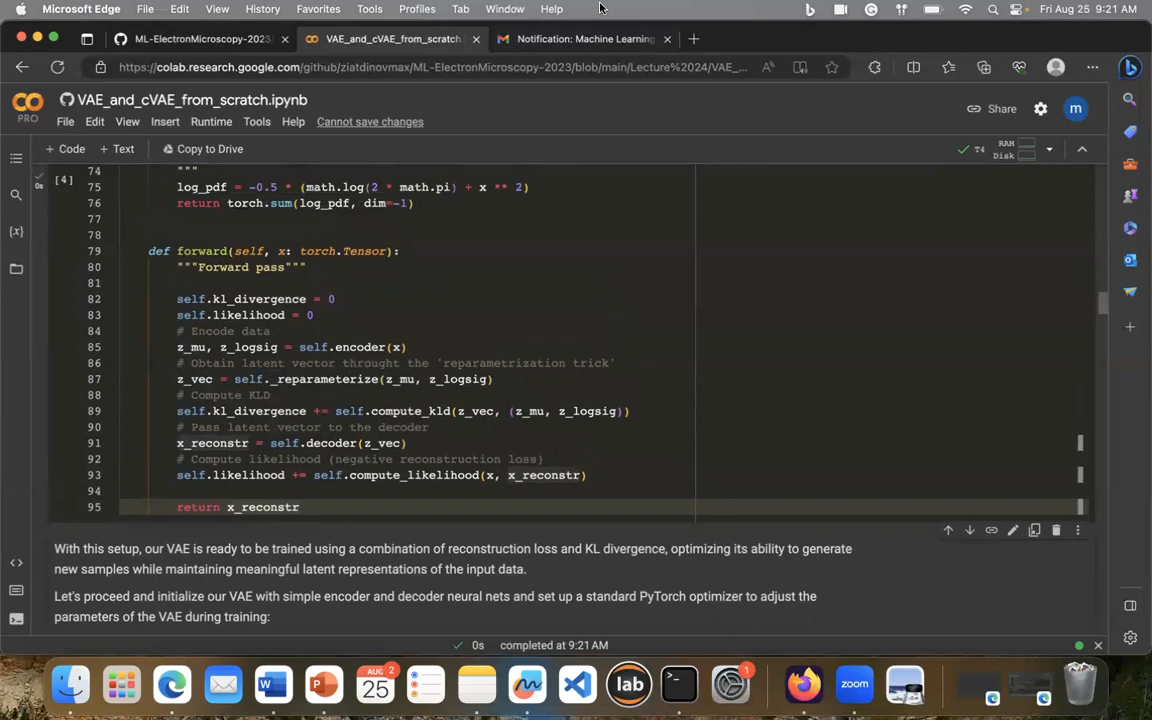 Microsoft Edge File Edit View History Favorites Tools Profiles Tab Window Help Fri Aug 25 9:21 AM
ML-ElectronMicroscopy-2023/ VAE_and_cVAE_from_scratch Notification: Machine Learning
https://colab.research.google.com/github/ziatdinovmax/ML-ElectronMicroscopy-2023/blob/main/Lecture%2024/VAE_...
CO
PRO
VAE_and_cVAE_from_scratch.ipynb
Share
m
File Edit View Insert Runtime Tools Help Cannot save changes
+ Code + Text Copy to Drive
T4 RAM
Disk
[4]
0s
74 """
75 log_pdf = -0.5 * (math.log(2 * math.pi) + x ** 2)
76 return torch.sum(log_pdf, dim=-1)
77
78
79 def forward(self, x: torch.Tensor):
80 """Forward pass"""
81
82 self.kl_divergence = 0
83 self.likelihood = 0
84 # Encode data
85 z_mu, z_logsig = self.encoder(x)
86 # Obtain latent vector throught the 'reparametrization trick'
87 z_vec = self._reparameterize(z_mu, z_logsig)
88 # Compute KLD
89 self.kl_divergence += self.compute_kld(z_vec, (z_mu, z_logsig))
90 # Pass latent vector to the decoder
91 x_reconstr = self.decoder(z_vec)
92 # Compute likelihood (negative reconstruction loss)
93 self.likelihood += self.compute_likelihood(x, x_reconstr)
94
95 return x_reconstr
With this setup, our VAE is ready to be trained using a combination of reconstruction loss and KL divergence, optimizing its ability to generate
new samples while maintaining meaningful latent representations of the input data.
Let's proceed and initialize our VAE with simple encoder and decoder neural nets and set up a standard PyTorch optimizer to adjust the
parameters of the VAE during training:
0s completed at 9:21 AM
AUG
25
2
lab
1
zoom